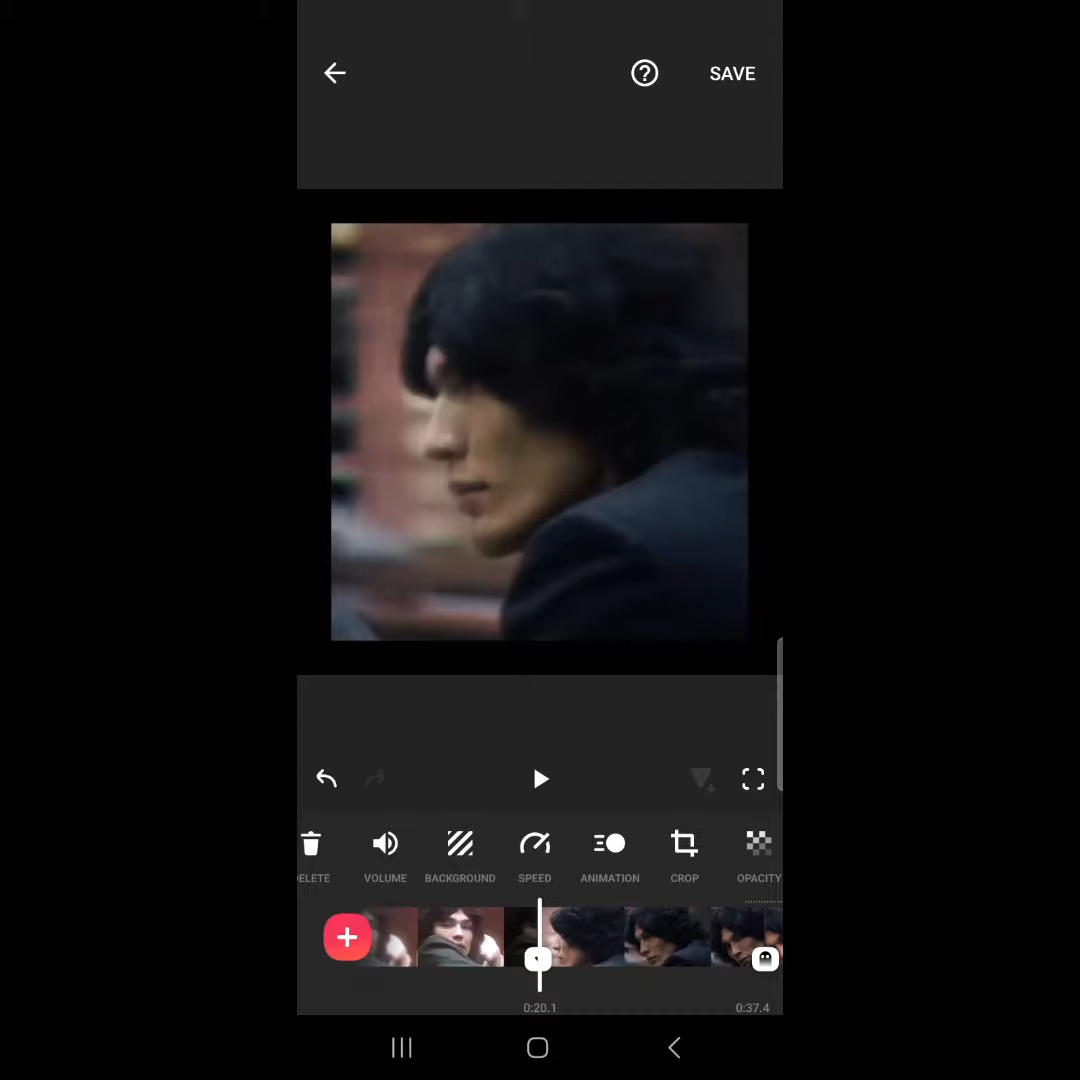 SAVE
ELETE VOLUME BACKGROUND SPEED ANIMATION CROP OPACITY
0:20.1 0:37.4